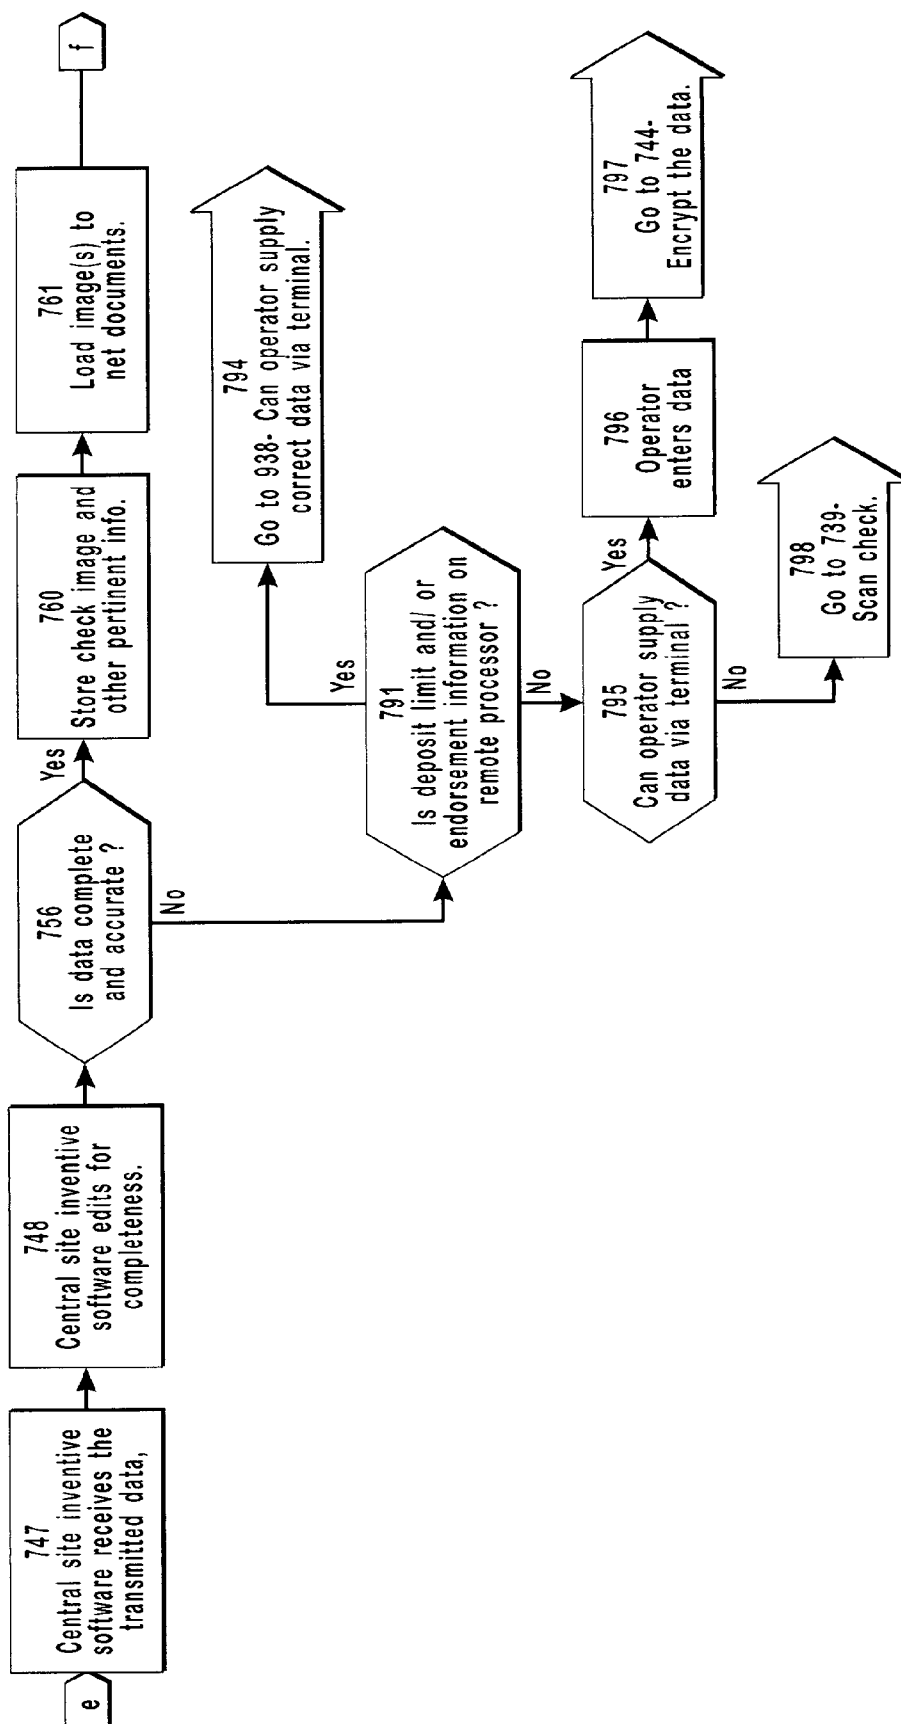 e
747
Central site inventive
software receives the
transmitted data,
748
Central site inventive
software edits for
completeness.
756
Is data complete
and accurate ?
Yes
No
760
Store check image and
other pertinent info.
761
Load image(s) to
net documents.
f
791
Is deposit limit and/ or
endorsement information on
remote processor ?
Yes
No
794
Go to 938- Can operator supply
correct data via terminal.
795
Can operator supply
data via terminal ?
Yes
No
796
Operator
enters data
797
Go to 744-
Encrypt the data.
798
Go to 739-
Scan check.